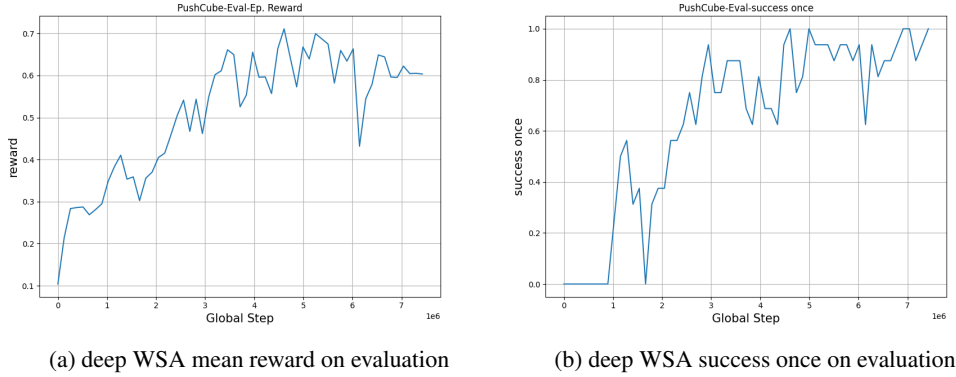 PushCube-Eval-Ep. Reward
reward
0.7
0.6
0.5
0.4
0.3
0.2
0.1
0 1 2 3 4 5 6 7
1e6
Global Step
(a) deep WSA mean reward on evaluation
PushCube-Eval-success once
success once
1.0
0.8
0.6
0.4
0.2
0.0
0 1 2 3 4 5 6 7
1e6
Global Step
(b) deep WSA success once on evaluation